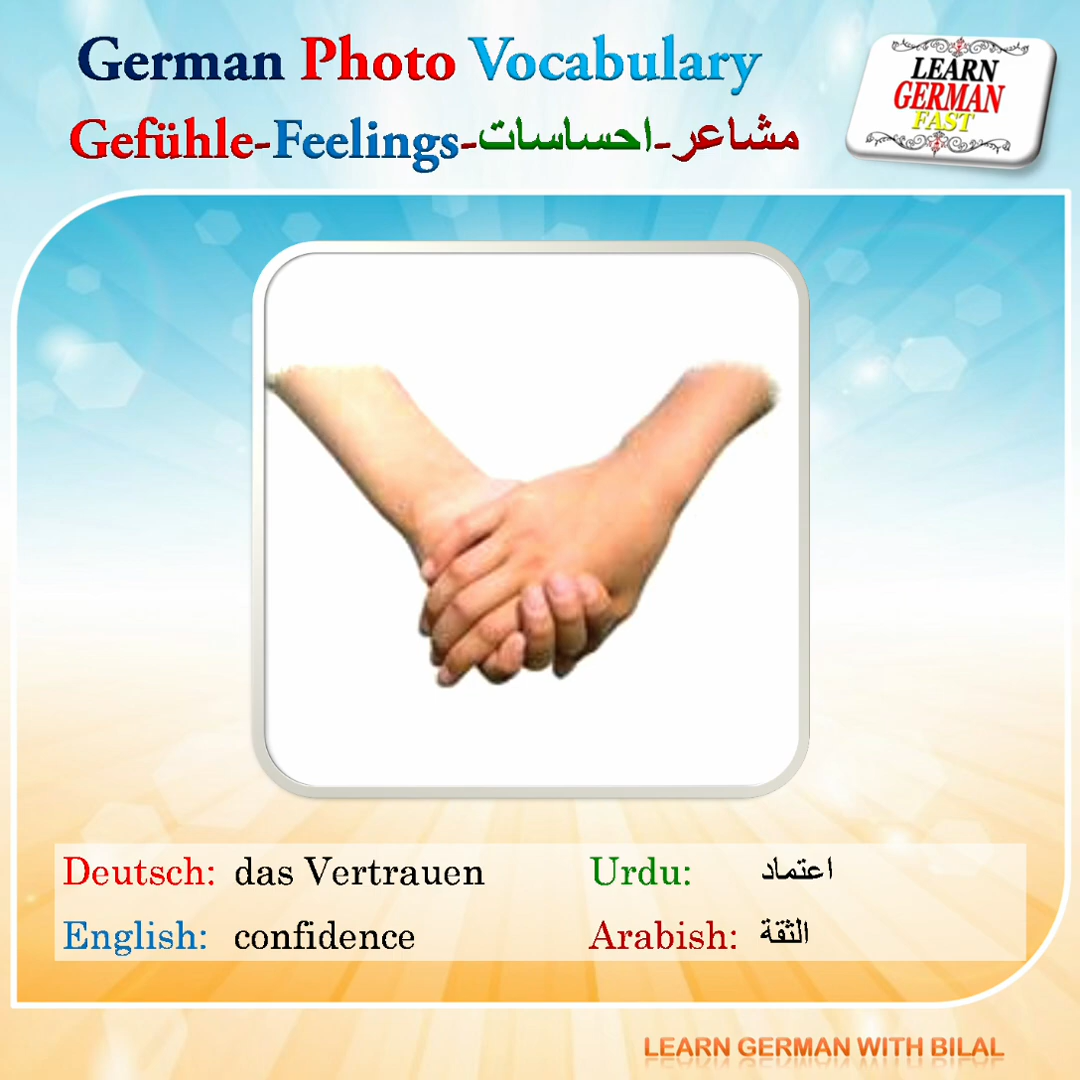 German Photo Vocabulary
Gefühle-Feelings-احساسات-مشاعر
LEARN
GERMAN
FAST
Deutsch: das Vertrauen
Urdu: اعتماد
English: confidence
Arabish: الثقة
LEARN GERMAN WITH BILAL